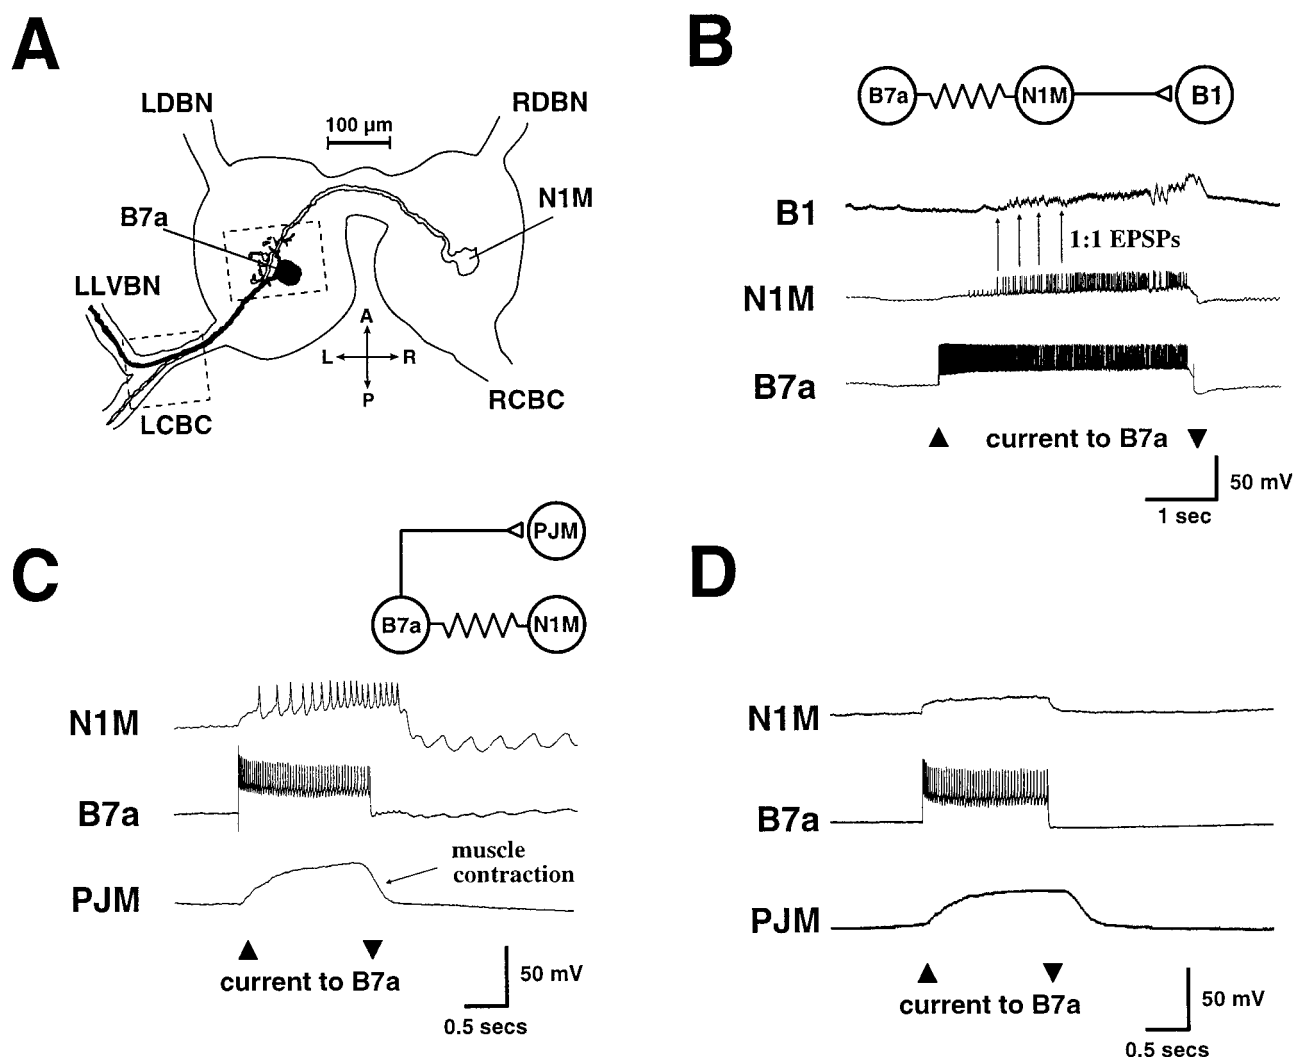 A
LDBN
RDBN
100 µm
B7a
N1M
LLVBN
A
L
R
P
LCBC
RCBC
B
B7a
N1M
B1
B1
1:1 EPSPs
N1M
B7a
▲ current to B7a ▼
50 mV
1 sec
C
PJM
B7a
N1M
N1M
B7a
muscle
contraction
PJM
▲ ▼
current to B7a
50 mV
0.5 secs
D
N1M
B7a
PJM
▲ ▼
current to B7a
50 mV
0.5 secs